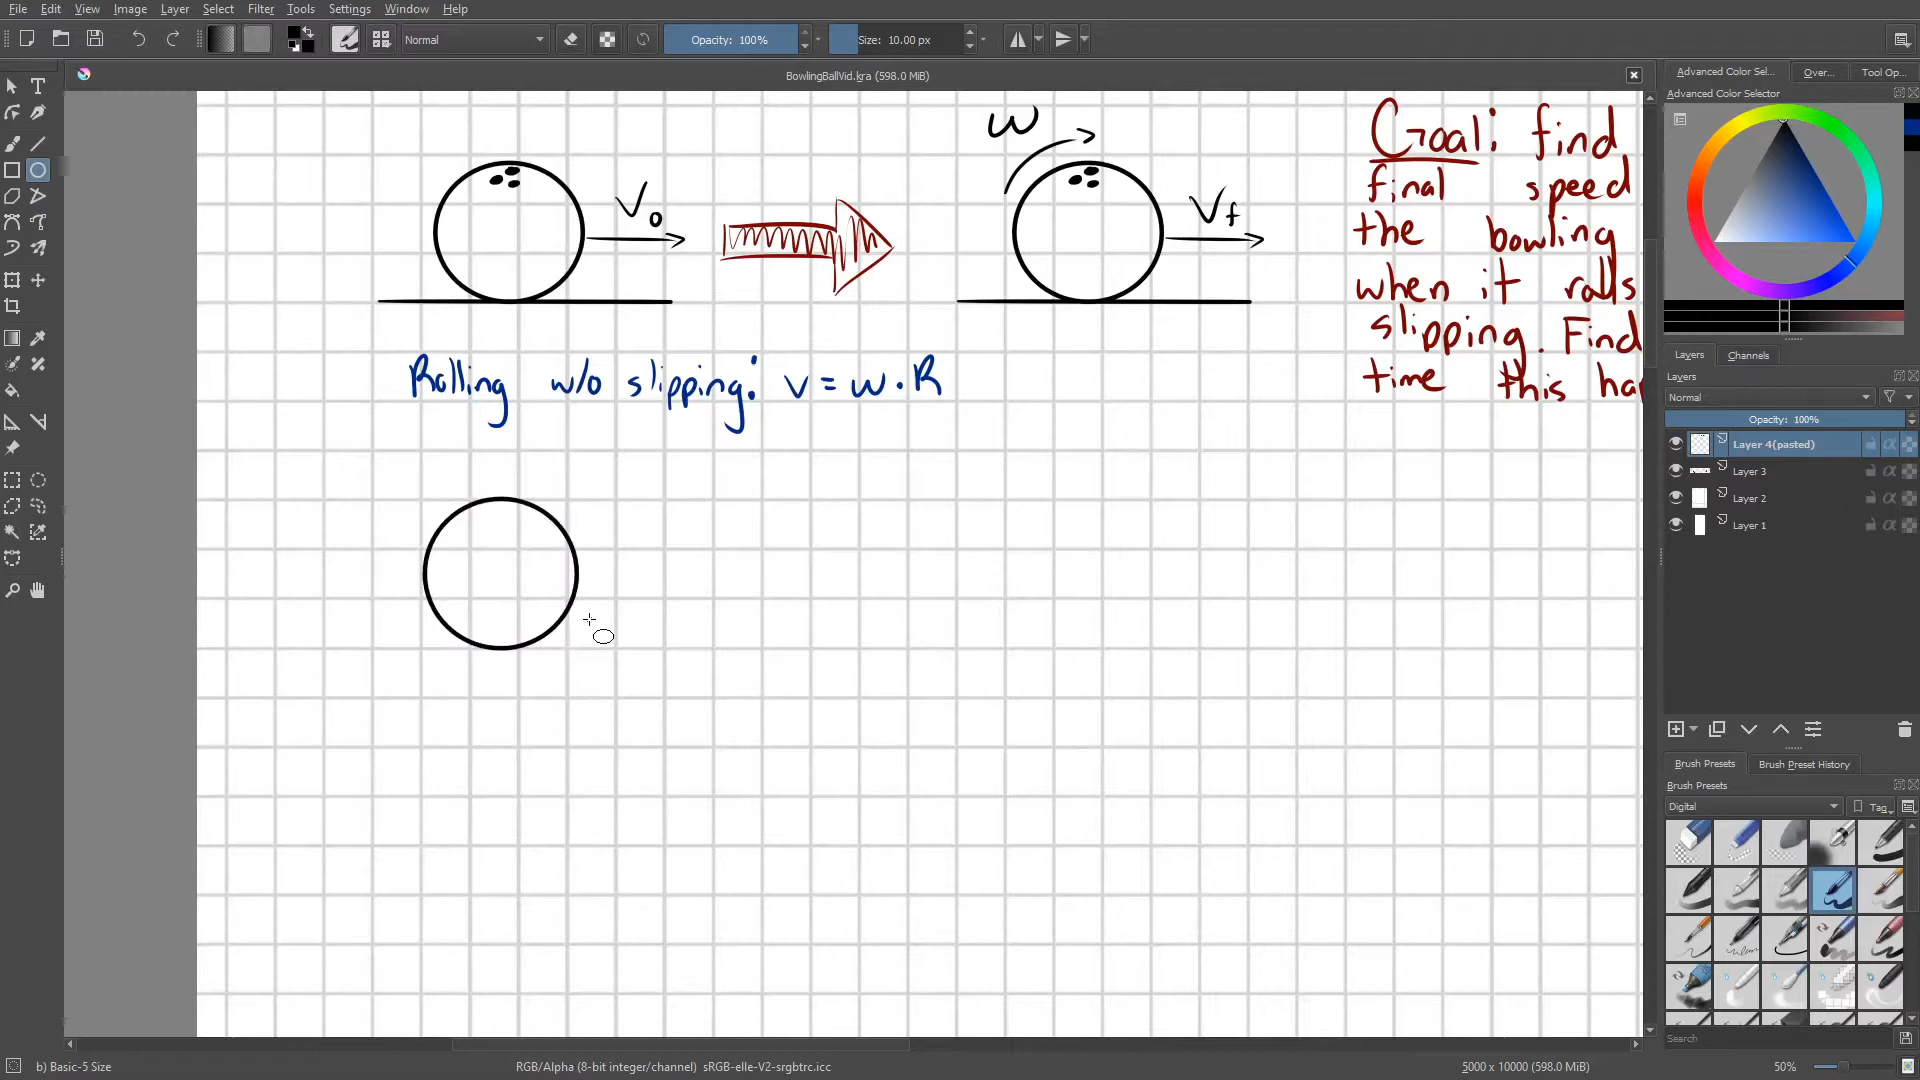 File Edit View Image Layer Select Filter Tools Settings Window Help
Normal
Opacity: 100%
Size: 10.00 px
BowlingBallVid.kra (598.0 MiB)
Advanced Color Sel... Over... Tool Op...
Advanced Color Selector
ω
V0
Vf
Goal: find
final speed
the bowling
when it rolls
slipping. Find
time this ha
Rolling w/o slipping: v = ω · R
Layers Channels
Layers
Normal
Opacity: 100%
Layer 4(pasted)
Layer 3
Layer 2
Layer 1
Brush Presets Brush Preset History
Brush Presets
Digital
Tag
Search
b) Basic-5 Size
RGB/Alpha (8-bit integer/channel) sRGB-elle-V2-srgbtrc.icc
5000 x 10000 (598.0 MiB)
50%